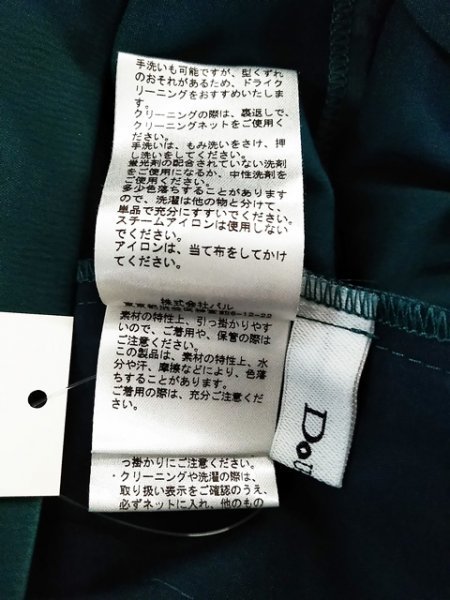 手洗いも可能ですが、型くずれ
のおそれがあるため、ドライク
リーニングをおすすめいたしま
す。
クリーニングの際は、裏返しで、
クリーニングネットをご使用く
ださい。
手洗いは、もみ洗いをさけ、押
し洗いをしてください。
蛍光剤の配合されていない洗剤
をご使用になるか、中性洗剤を
ご使用ください。
多少色落ちすることがあります
ので、洗濯は他の物と分けて、
単品で充分にすすいでください。
スチームアイロンは使用しない
でください。
アイロンは、当て布をしてかけ
てください。
株式会社パル
素材の特性上、引っ掛かりやす
いので、ご着用や、保管の際は
ご注意ください。
この製品は、素材の特性上、水
分や汗、摩擦などにより、色落
ちすることがあります。
ご着用の際は、充分ご注意くだ
さい。
っ掛かりにご注意ください。
・クリーニングや洗濯の際は、
取り扱い表示をご確認のうえ、
必ずネットに入れ、他のもの